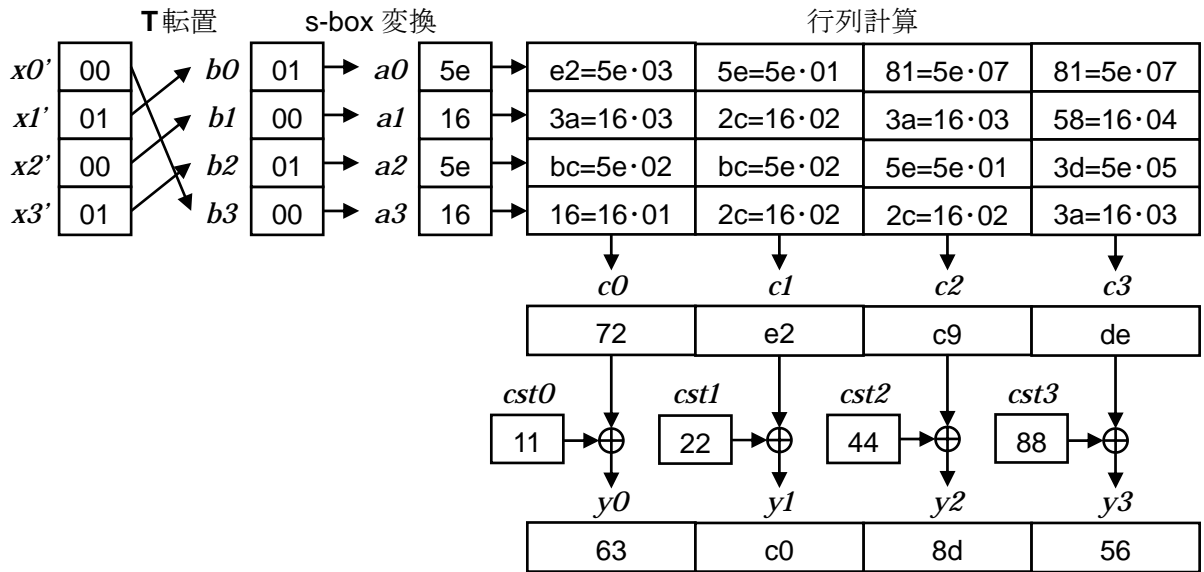 T 転置 s-box 変換 行列計算
x0' 00 b0 01 a0 5e e2=5e・03 5e=5e・01 81=5e・07 81=5e・07
x1' 01 b1 00 a1 16 3a=16・03 2c=16・02 3a=16・03 58=16・04
x2' 00 b2 01 a2 5e bc=5e・02 bc=5e・02 5e=5e・01 3d=5e・05
x3' 01 b3 00 a3 16 16=16・01 2c=16・02 2c=16・02 3a=16・03
c0 c1 c2 c3
72 e2 c9 de
cst0 cst1 cst2 cst3
11 22 44 88
y0 y1 y2 y3
63 c0 8d 56